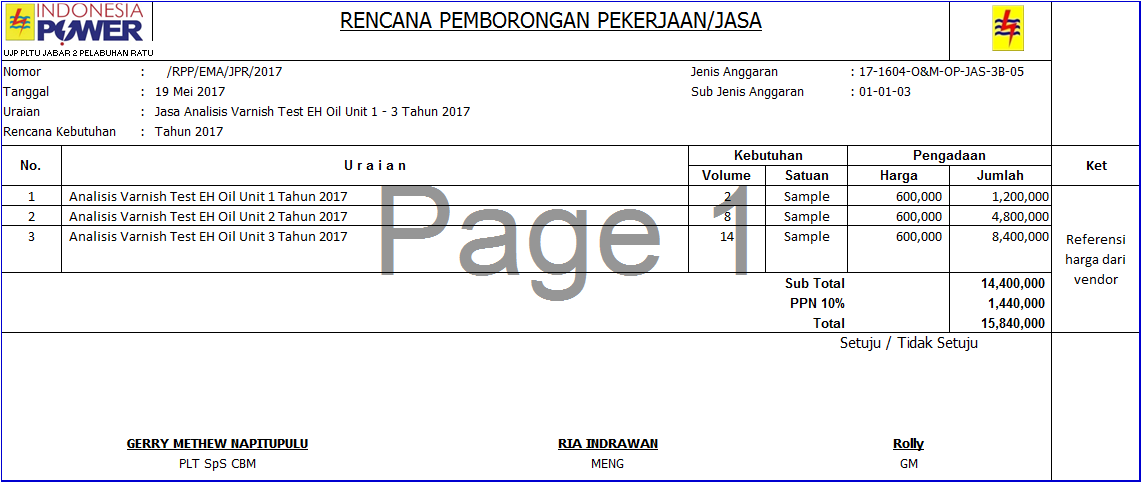 INDONESIA
POWER
UJP PLTU JABAR 2 PELABUHAN RATU
RENCANA PEMBORONGAN PEKERJAAN/JASA
Nomor : /RPP/EMA/JPR/2017 Jenis Anggaran : 17-1604-O&M-OP-JAS-3B-05
Tanggal : 19 Mei 2017 Sub Jenis Anggaran : 01-01-03
Uraian : Jasa Analisis Varnish Test EH Oil Unit 1 - 3 Tahun 2017
Rencana Kebutuhan : Tahun 2017
No. U r a i a n Kebutuhan Pengadaan Ket
Volume Satuan Harga Jumlah
1 Analisis Varnish Test EH Oil Unit 1 Tahun 2017 2 Sample 600,000 1,200,000
2 Analisis Varnish Test EH Oil Unit 2 Tahun 2017 8 Sample 600,000 4,800,000
3 Analisis Varnish Test EH Oil Unit 3 Tahun 2017 14 Sample 600,000 8,400,000
Referensi
harga dari
vendor
Page 1
Sub Total 14,400,000
PPN 10% 1,440,000
Total 15,840,000
Setuju / Tidak Setuju
GERRY METHEW NAPITUPULU RIA INDRAWAN Rolly
PLT SpS CBM MENG GM